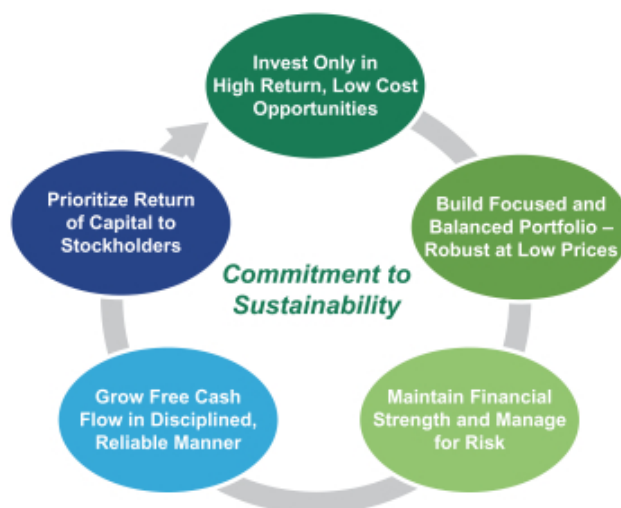 Invest Only in
High Return, Low Cost
Opportunities
Build Focused and
Balanced Portfolio –
Robust at Low Prices
Maintain Financial
Strength and Manage
for Risk
Grow Free Cash
Flow in Disciplined,
Reliable Manner
Prioritize Return
of Capital to
Stockholders
Commitment to
Sustainability